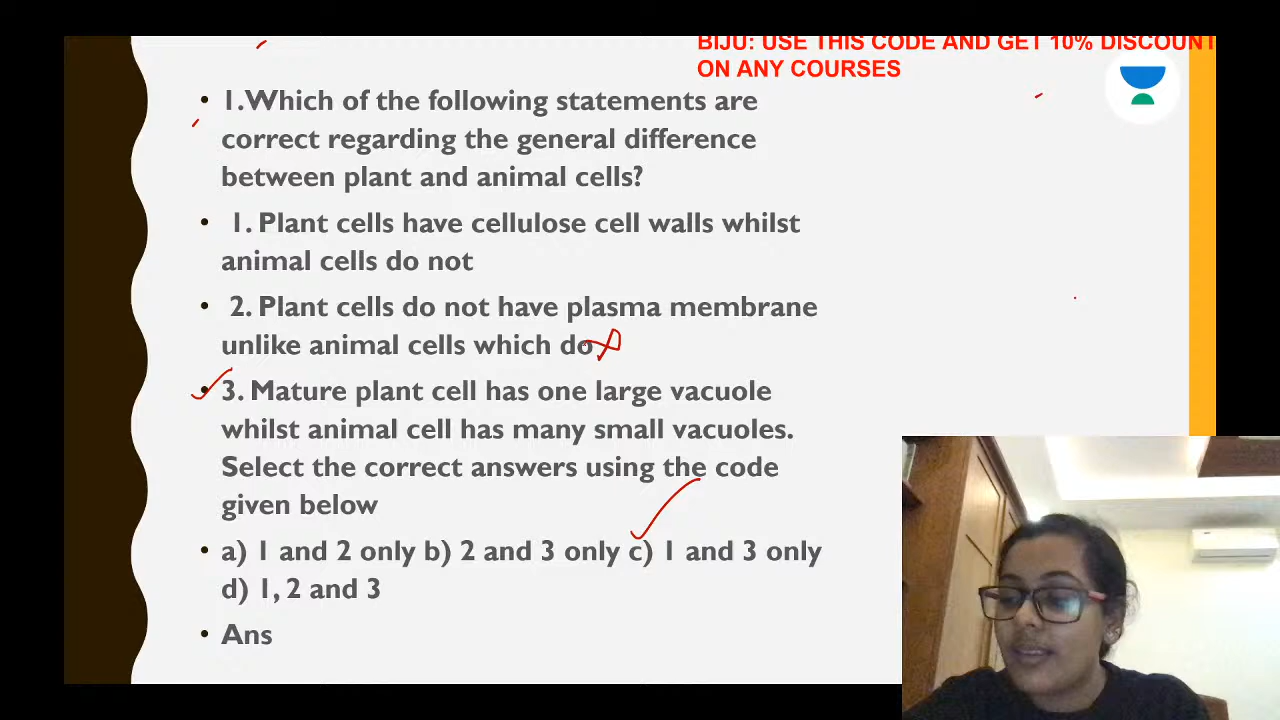 BIJU: USE THIS CODE AND GET 10% DISCOUNT
ON ANY COURSES
• 1.Which of the following statements are
correct regarding the general difference
between plant and animal cells?
• 1. Plant cells have cellulose cell walls whilst
animal cells do not
• 2. Plant cells do not have plasma membrane
unlike animal cells which do
• 3. Mature plant cell has one large vacuole
whilst animal cell has many small vacuoles.
Select the correct answers using the code
given below
• a) 1 and 2 only b) 2 and 3 only c) 1 and 3 only
d) 1, 2 and 3
• Ans